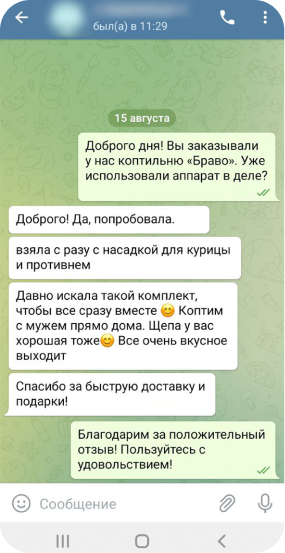 был(а) в 11:29
15 августа
Доброго дня! Вы заказывали
у нас коптильню «Браво». Уже
использовали аппарат в деле?
Доброго! Да, попробовала.
взяла с разу с насадкой для курицы
и противнем
Давно искала такой комплект,
чтобы все сразу вместе 😊 Коптим
с мужем прямо дома. Щепа у вас
хорошая тоже😊 Все очень вкусное
выходит
Спасибо за быструю доставку и
подарки!
Благодарим за положительный
отзыв! Пользуйтесь с
удовольствием!
Сообщение